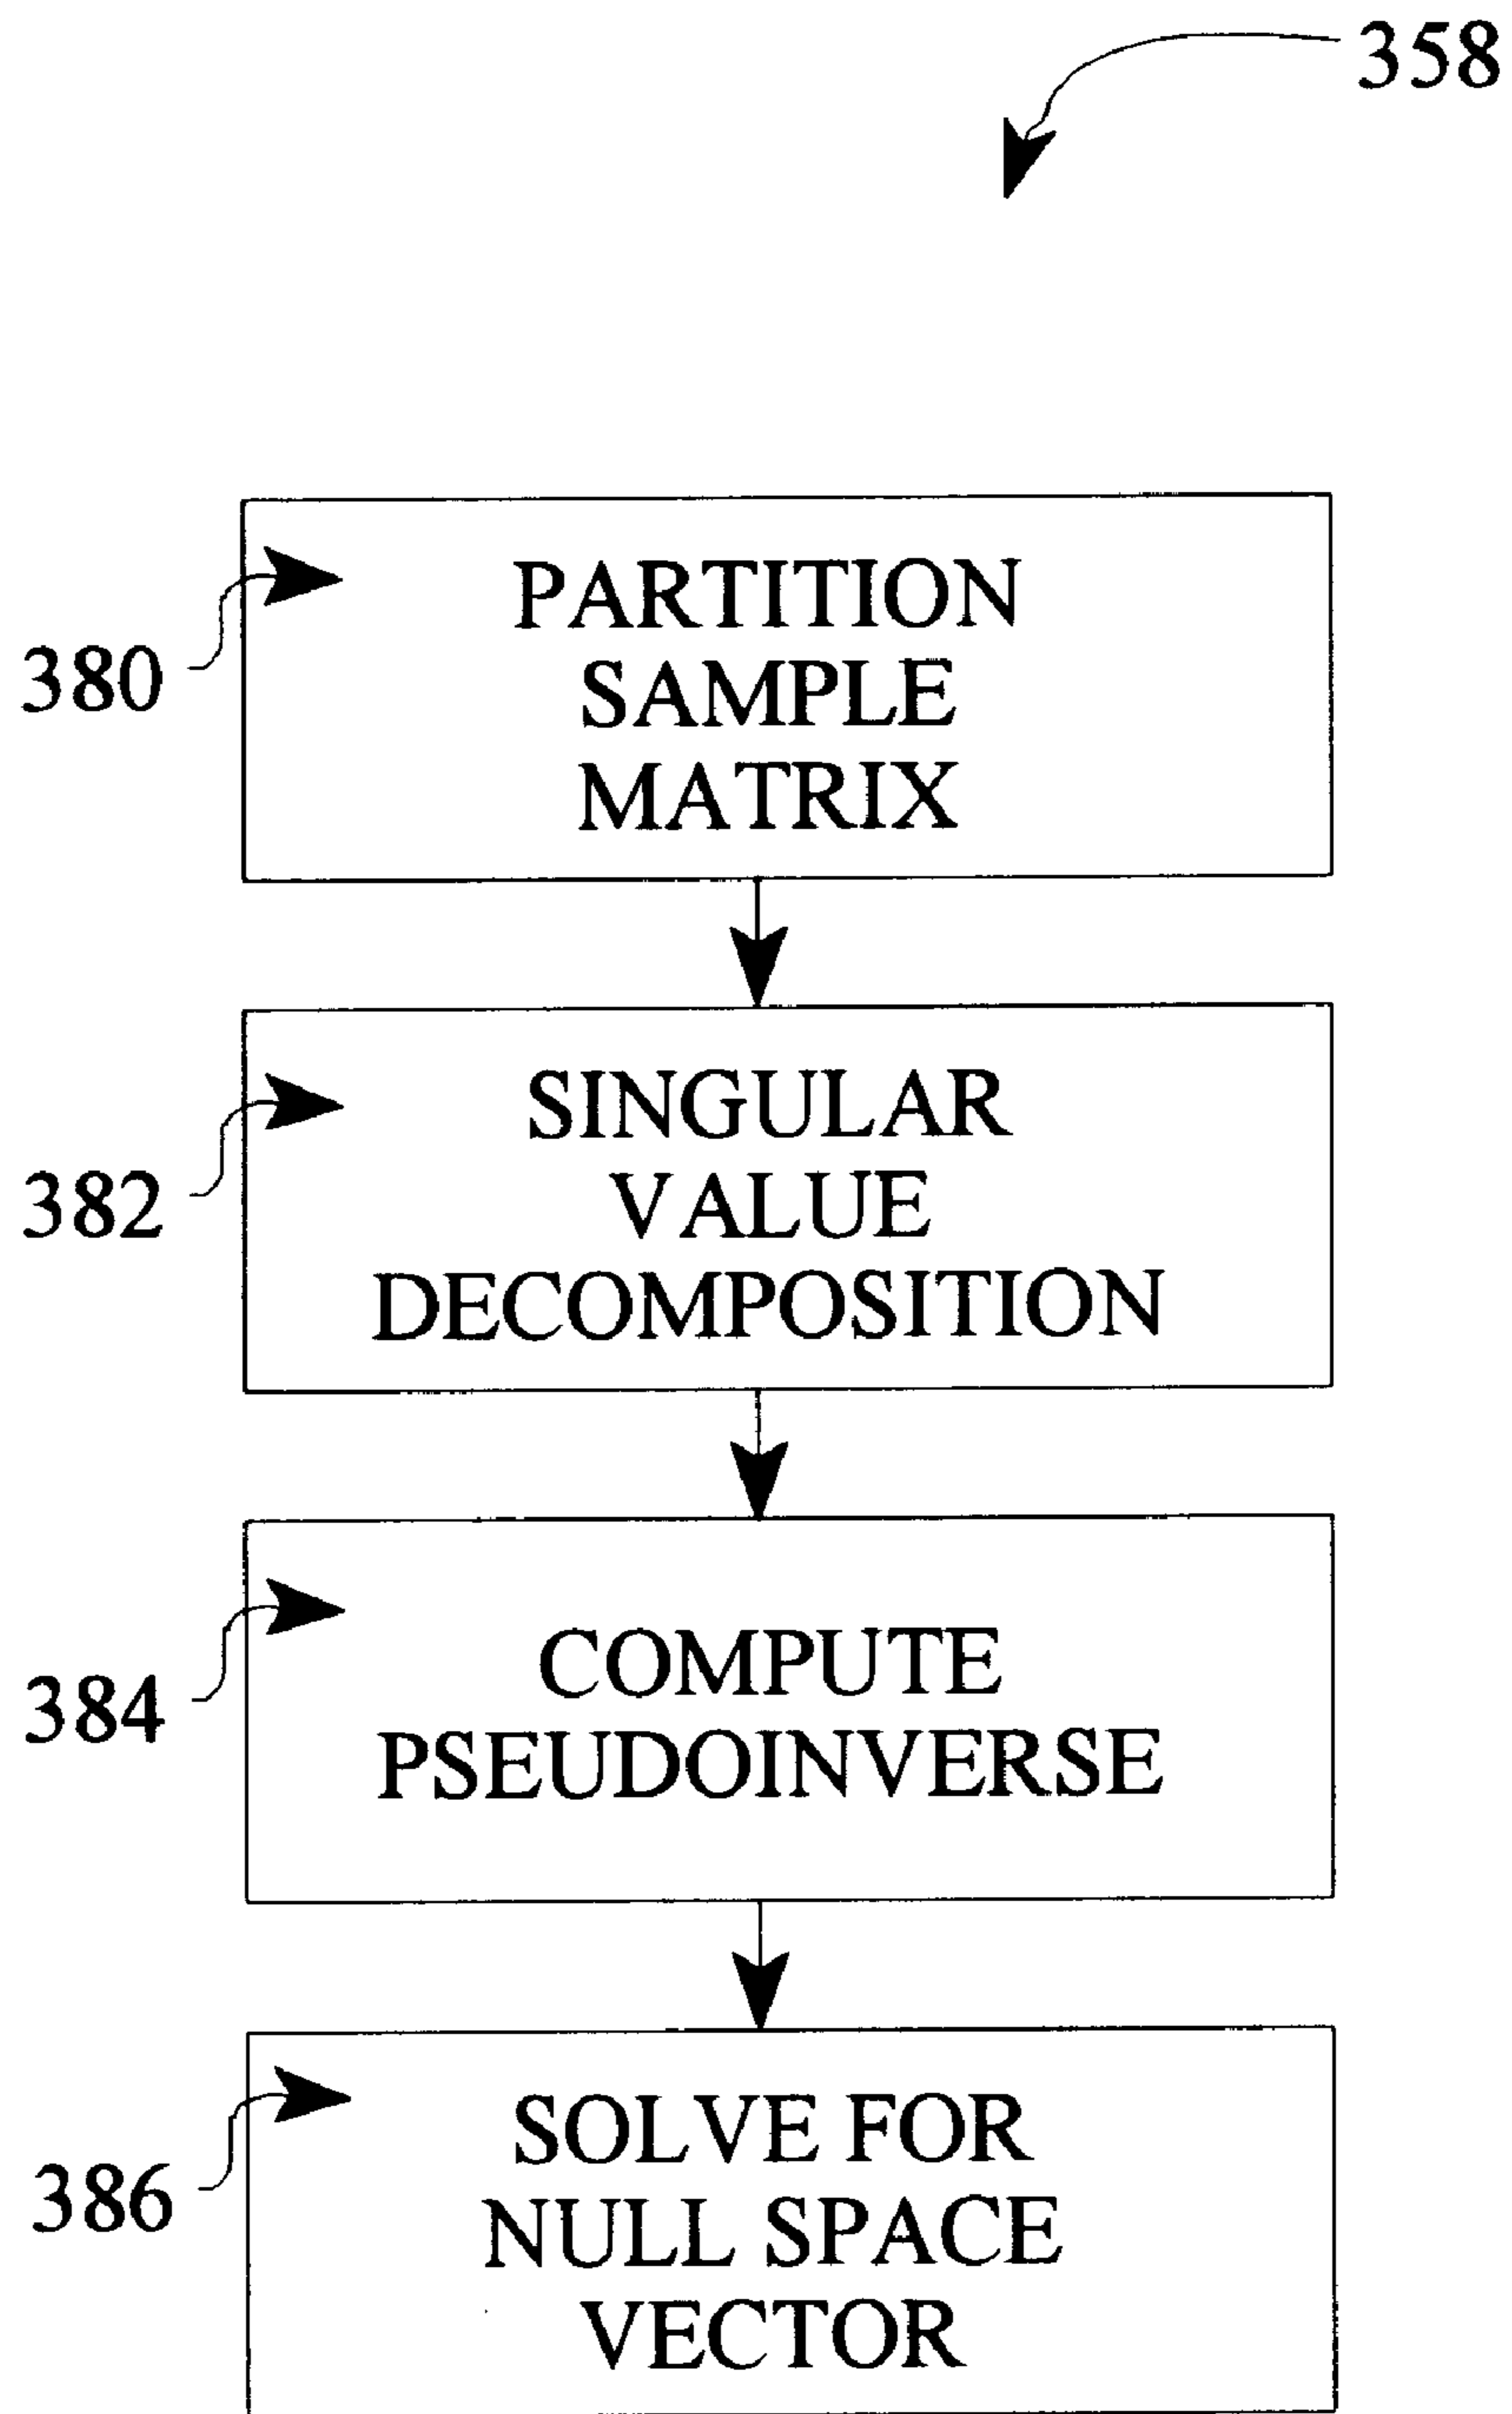 358
380
PARTITION
SAMPLE
MATRIX
382
SINGULAR
VALUE
DECOMPOSITION
384
COMPUTE
PSEUDOINVERSE
386
SOLVE FOR
NULL SPACE
VECTOR